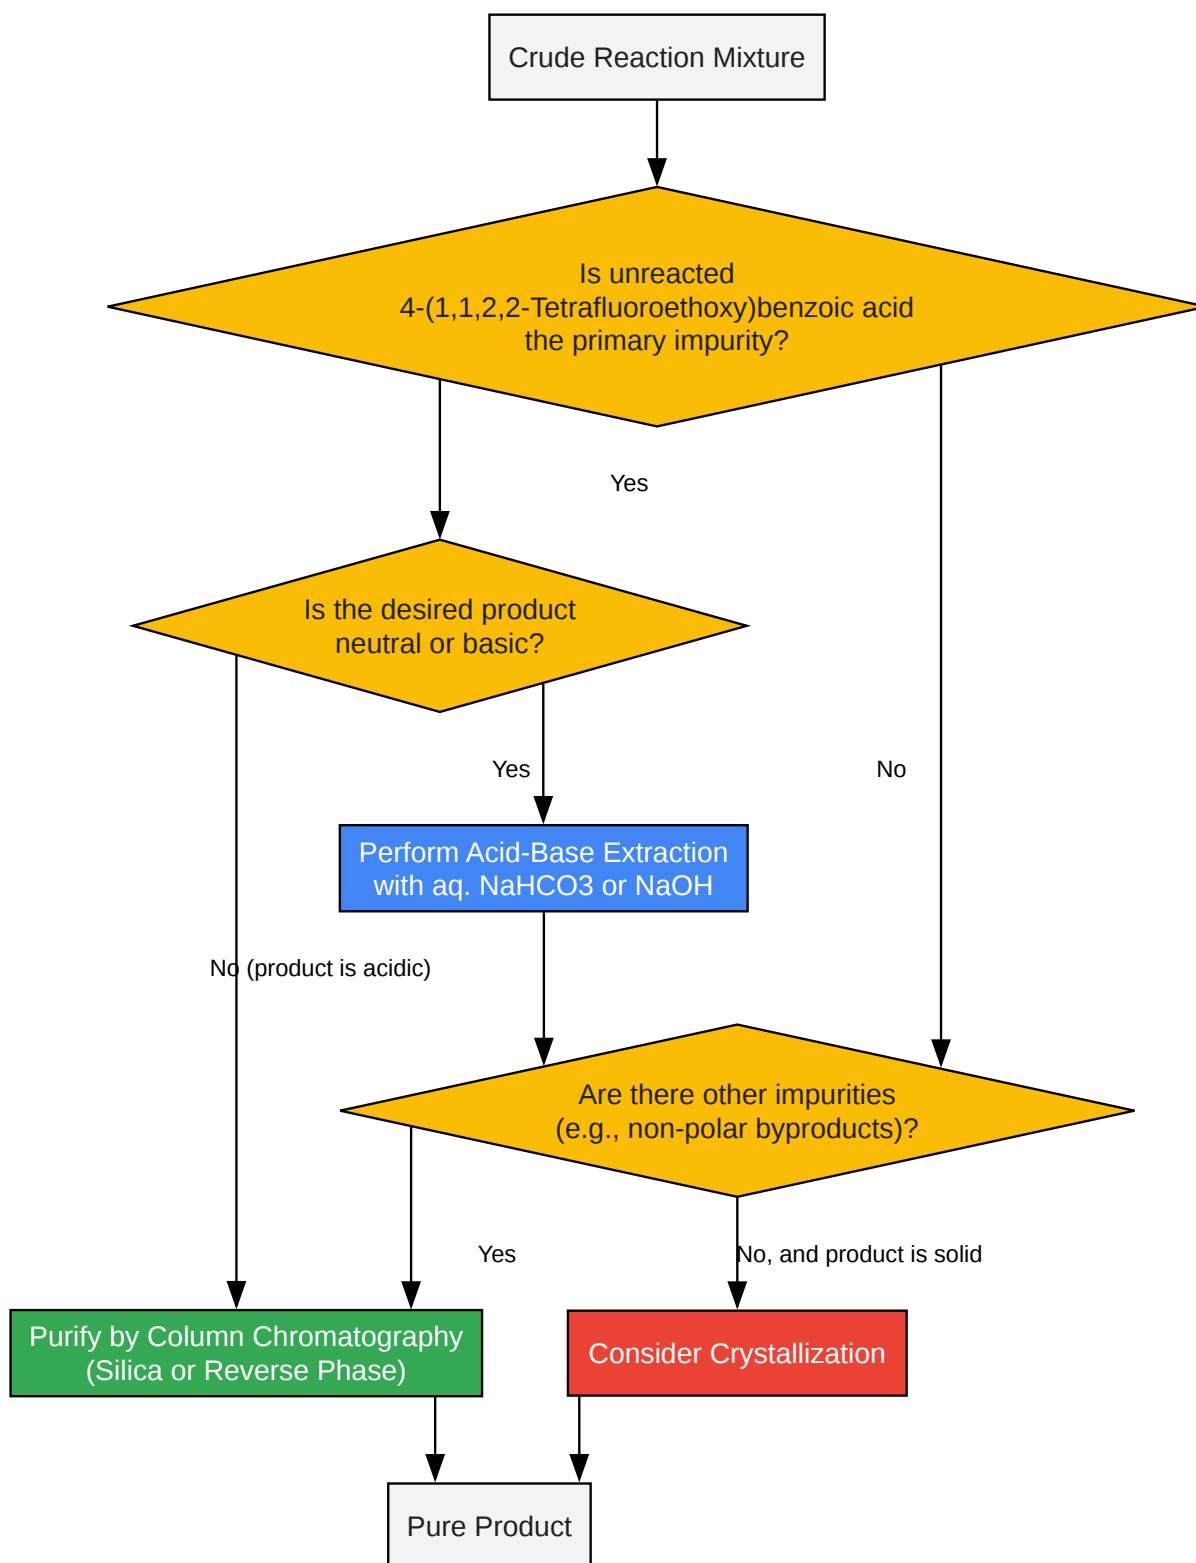 Crude Reaction Mixture
Is unreacted
4-(1,1,2,2-Tetrafluoroethoxy)benzoic acid
the primary impurity?
Yes
Is the desired product
neutral or basic?
Yes
No
Perform Acid-Base Extraction
with aq. NaHCO3 or NaOH
No (product is acidic)
Are there other impurities
(e.g., non-polar byproducts)?
Yes
No, and product is solid
Purify by Column Chromatography
(Silica or Reverse Phase)
Consider Crystallization
Pure Product